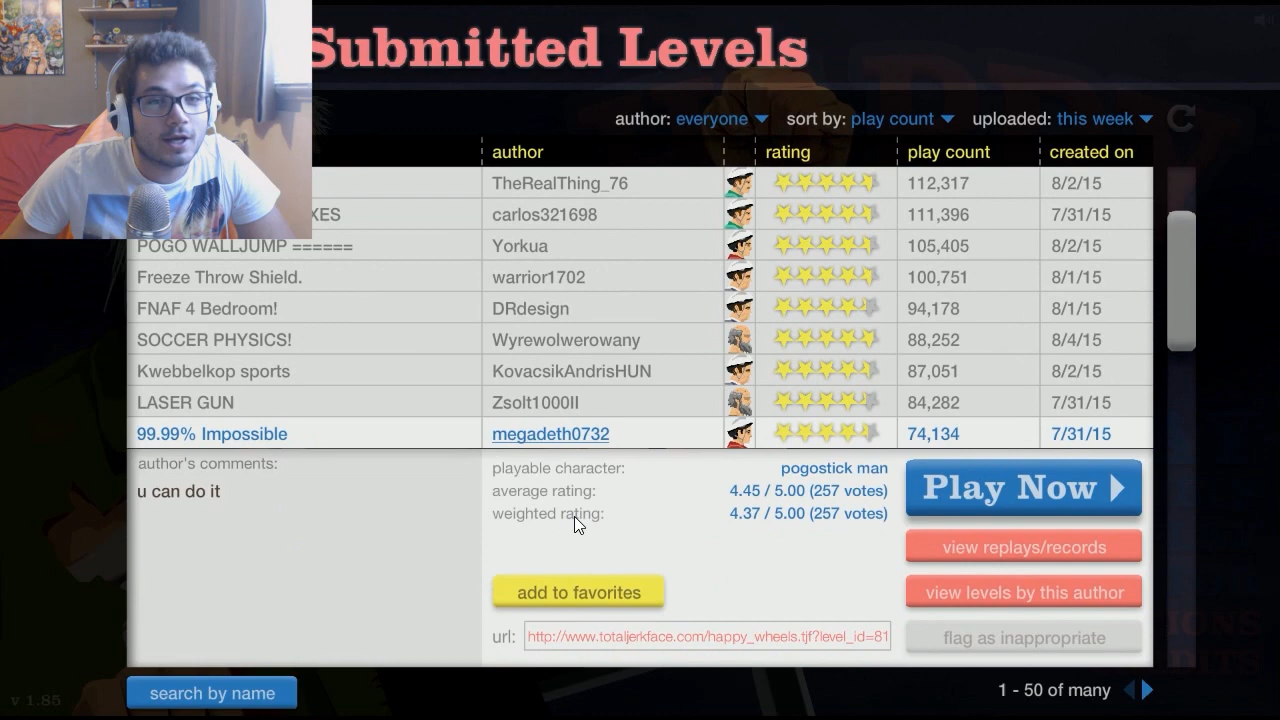 Submitted Levels
author: everyone sort by: play count uploaded: this week
author rating play count created on
TheRealThing_76 112,317 8/2/15
XES carlos321698 111,396 7/31/15
POGO WALLJUMP ====== Yorkua 105,405 8/2/15
Freeze Throw Shield. warrior1702 100,751 8/1/15
FNAF 4 Bedroom! DRdesign 94,178 8/1/15
SOCCER PHYSICS! Wyrewolwerowany 88,252 8/4/15
Kwebbelkop sports KovacsikAndrisHUN 87,051 8/2/15
LASER GUN Zsolt1000II 84,282 7/31/15
99.99% Impossible megadeth0732 74,134 7/31/15
author's comments:
u can do it
playable character: pogostick man
average rating: 4.45 / 5.00 (257 votes)
weighted rating: 4.37 / 5.00 (257 votes)
Play Now
view replays/records
add to favorites
view levels by this author
url: http://www.totaljerkface.com/happy_wheels.tjf?level_id=81
flag as inappropriate
v 1.85
search by name
1 - 50 of many